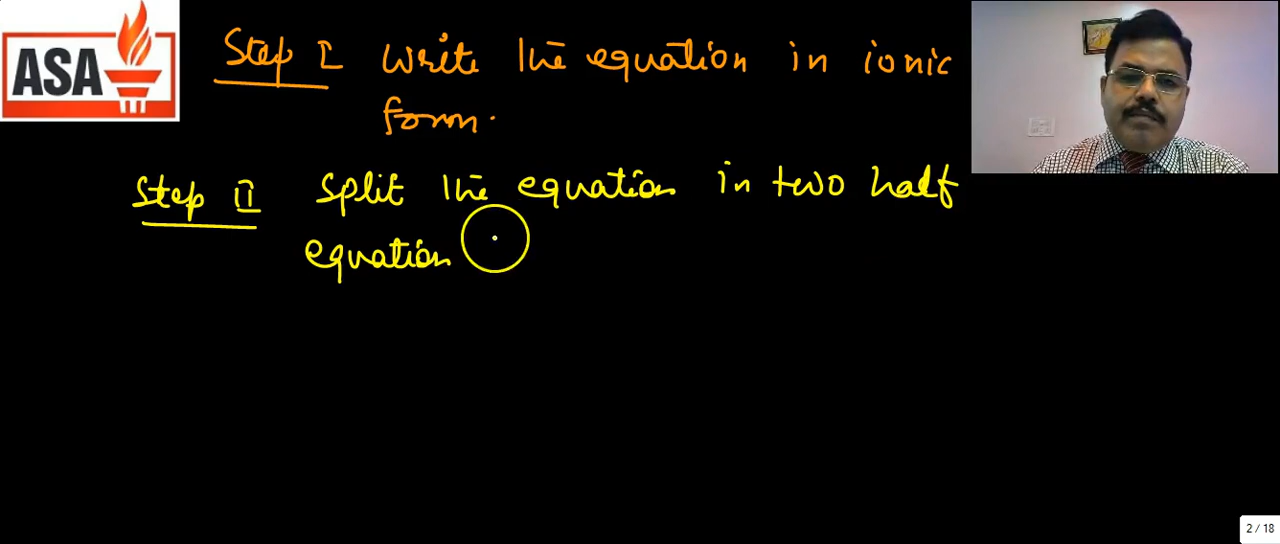 ASA
Step I Write the equation in ionic
form.
Step II Split the equation in two half
equation
2 / 18